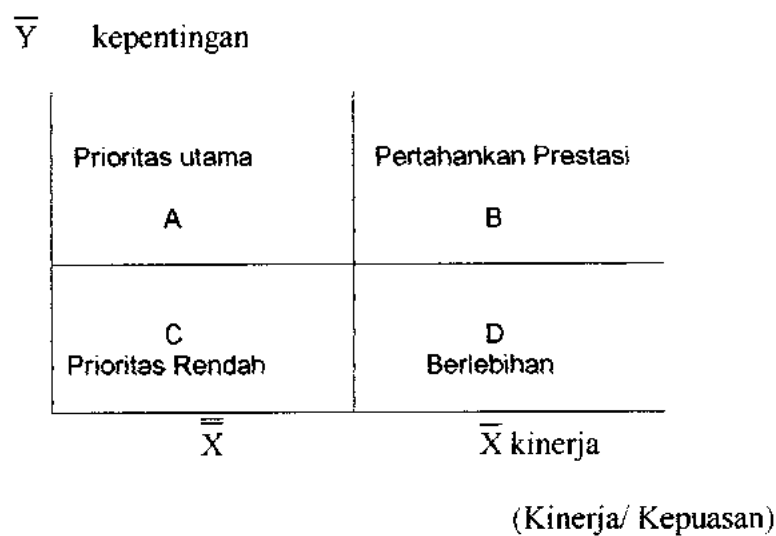 Y̅ kepentingan
Prioritas utama
Pertahankan Prestasi
A
B
C
D
Prioritas Rendah
Berlebihan
X̿
X̅ kinerja
(Kinerja/ Kepuasan)